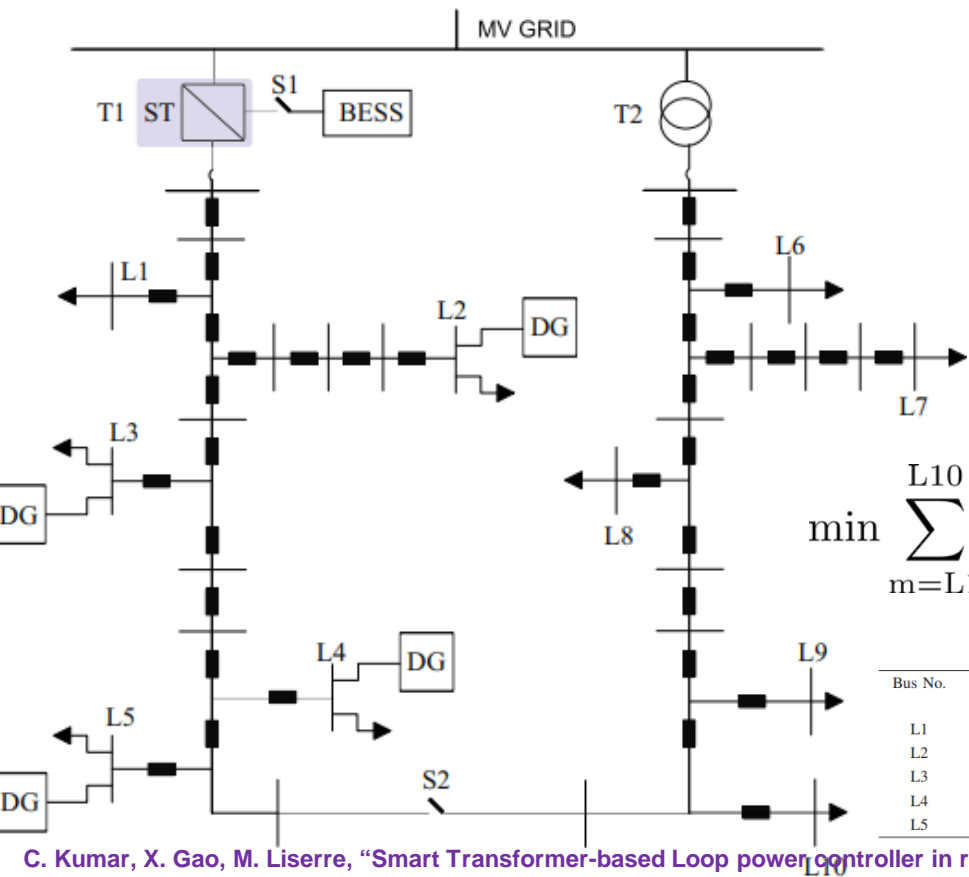 MV GRID
S1
T1 ST
BESS
T2
L1
L6
L2
DG
L7
L3
DG
L8
L10
min ∑
m=L1
L4
DG
L9
Bus No.
L1
L2
L3
L4
L5
L5
DG
S2
L10
C. Kumar, X. Gao, M. Liserre, “Smart Transformer-based Loop power controller in r